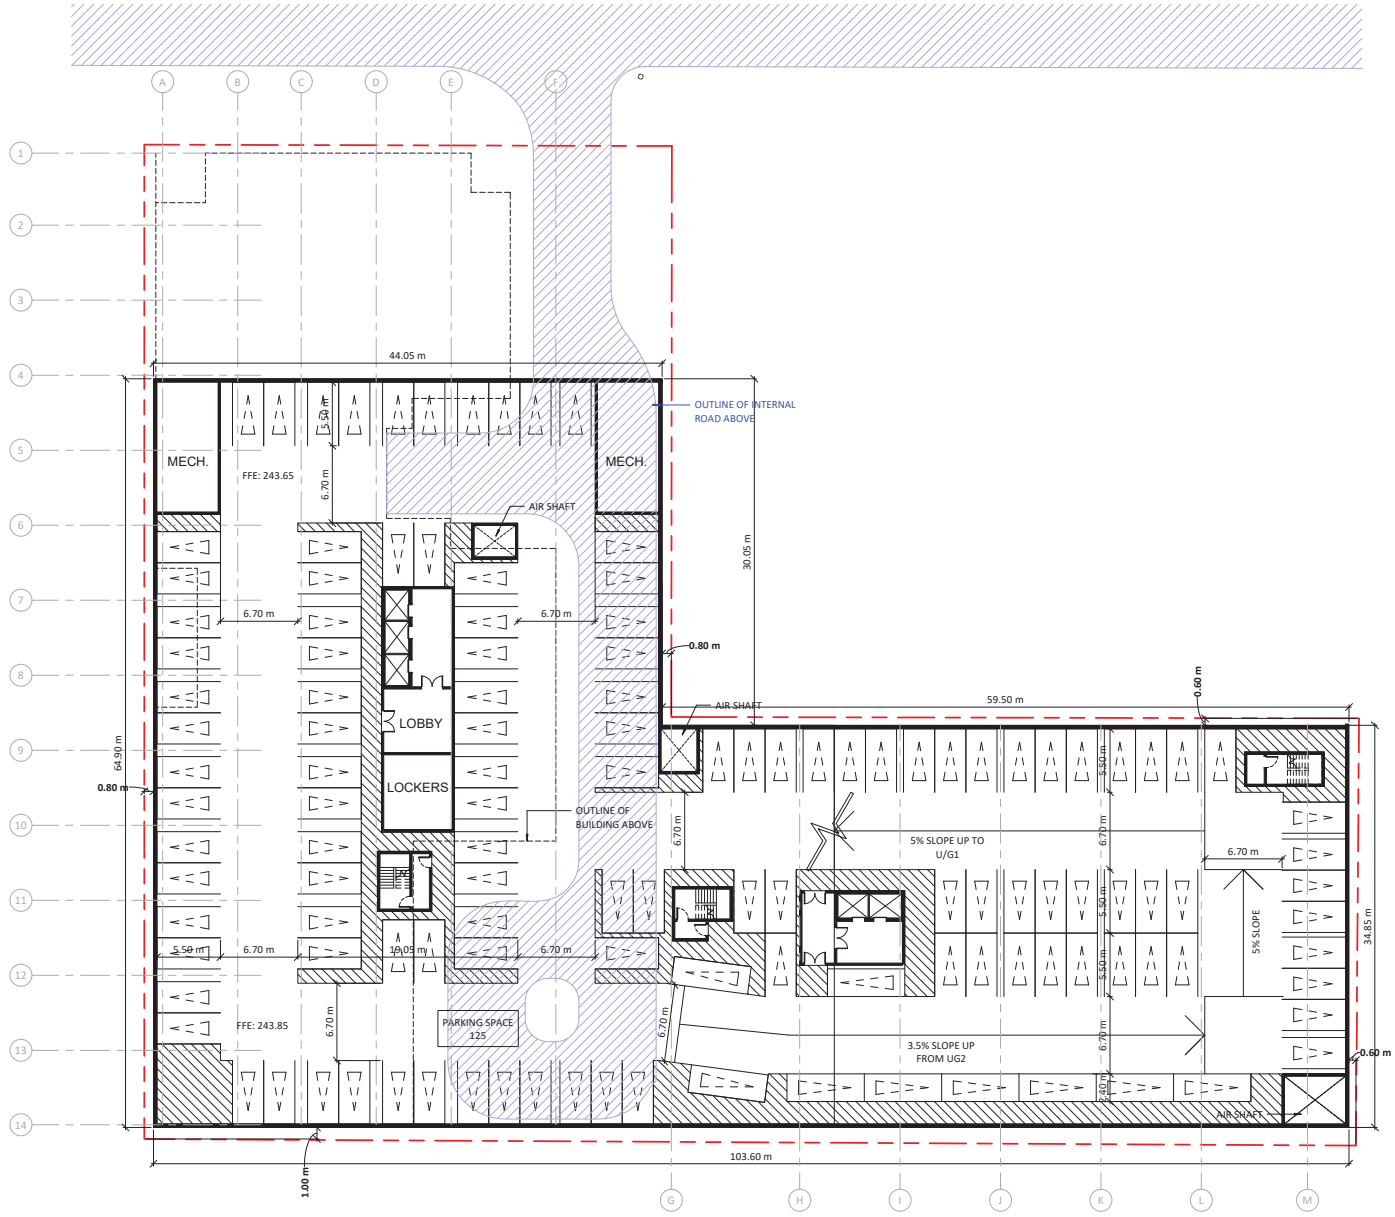 A
B
C
D
E
F
1
2
3
4
5
6
7
8
9
10
11
12
13
14
44.05 m
OUTLINE OF INTERNAL
ROAD ABOVE
5.50 m
MECH.
MECH.
FFE: 243.65
6.70 m
AIR SHAFT
30.05 m
6.70 m
6.70 m
0.80 m
0.60 m
59.50 m
AIR SHAFT
LOBBY
64.90 m
LOCKERS
0.80 m
5.50 m
OUTLINE OF
BUILDING ABOVE
6.70 m
6.70 m
5% SLOPE UP TO
U/G1
6.70 m
5.50 m
5% SLOPE
34.85 m
5.50 m
6.70 m
19.05 m
6.70 m
5.50 m
FFE: 243.85
6.70 m
PARKING SPACE
125
6.70 m
6.70 m
3.5% SLOPE UP
FROM UG2
0.60 m
2.40 m
AIR SHAFT
103.60 m
1.00 m
G
H
I
J
K
L
M